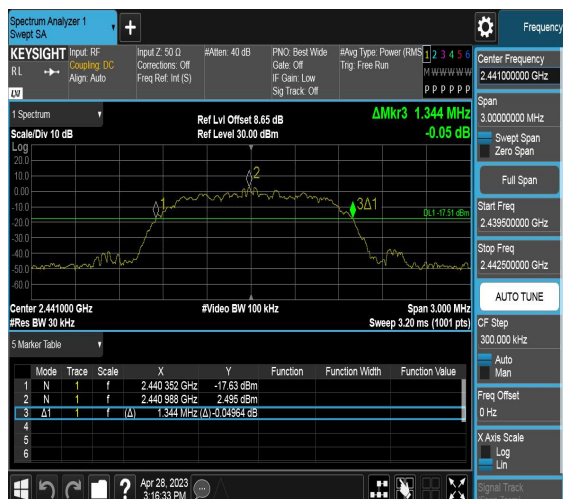 Spectrum Analyzer 1
Swept SA
Frequency
KEYSIGHT
Input: RF
Coupling: DC
Align: Auto
Input Z: 50 Ω
Corrections: Off
Freq Ref: Int (S)
#Atten: 40 dB
PNO: Best Wide
Gate: Off
IF Gain: Low
Sig Track: Off
#Avg Type: Power (RMS
Trig: Free Run
1 2 3 4 5 6
M W W W W W
P P P P P P
RL
LXI
1 Spectrum
Scale/Div 10 dB
Ref Lvl Offset 8.65 dB
Ref Level 30.00 dBm
ΔMkr3 1.344 MHz
-0.05 dB
Log
20.0
10.0
0.00
-10.0
-20.0
-30.0
-40.0
-50.0
-60.0
1
2
3Δ1
DL1 -17.51 dBm
Center 2.441000 GHz
#Video BW 100 kHz
Span 3.000 MHz
#Res BW 30 kHz
Sweep 3.20 ms (1001 pts)
5 Marker Table
Mode Trace Scale X Y Function Function Width Function Value
1 N 1 f 2.440 352 GHz -17.63 dBm
2 N 1 f 2.440 988 GHz 2.495 dBm
3 Δ1 1 f (Δ) 1.344 MHz (Δ) -0.04964 dB
4
5
6
Apr 28, 2023
3:16:33 PM
Center Frequency
2.441000000 GHz
Span
3.00000000 MHz
Swept Span
Zero Span
Full Span
Start Freq
2.439500000 GHz
Stop Freq
2.442500000 GHz
AUTO TUNE
CF Step
300.000 kHz
Auto
Man
Freq Offset
0 Hz
X Axis Scale
Log
Lin
Signal Track